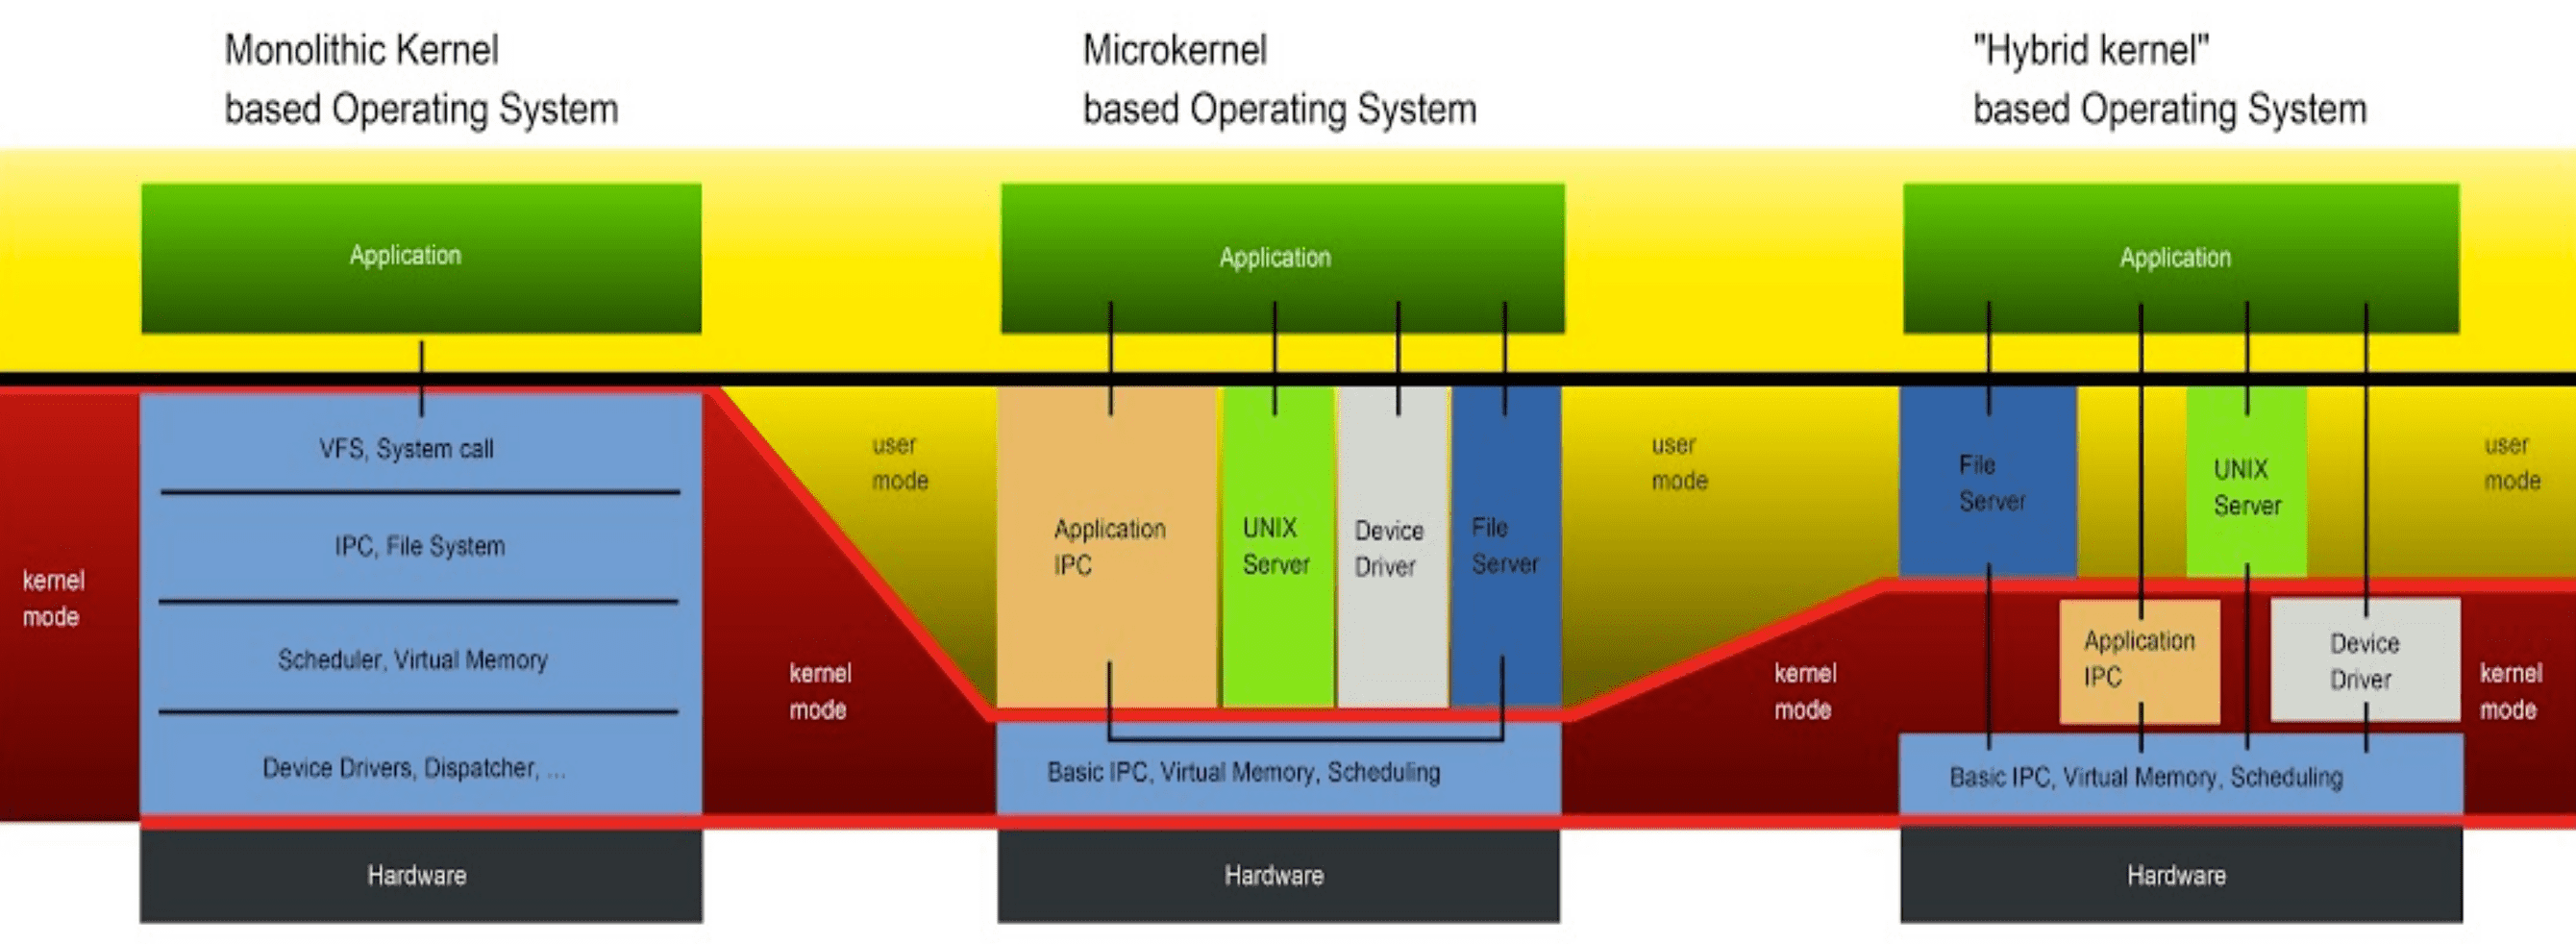 Monolithic Kernel
based Operating System
Microkernel
based Operating System
"Hybrid kernel"
based Operating System
Application
VFS, System call
IPC, File System
Scheduler, Virtual Memory
Device Drivers, Dispatcher, ...
Hardware
kernel
mode
kernel
mode
user
mode
Application
Application
IPC
UNIX
Server
Device
Driver
File
Server
Basic IPC, Virtual Memory, Scheduling
Hardware
user
mode
kernel
mode
Application
File
Server
UNIX
Server
user
mode
Application
IPC
Device
Driver
kernel
mode
Basic IPC, Virtual Memory, Scheduling
Hardware